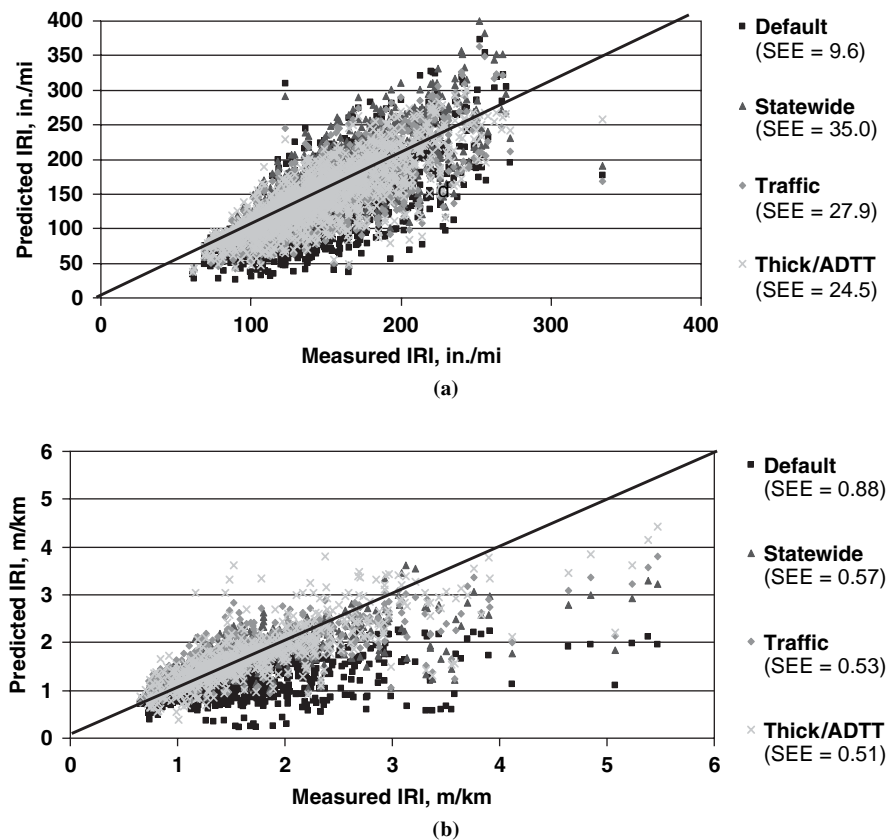 400
350
300
250
200
150
100
50
0
0
100
200
300
400
Predicted IRI, in./mi
Measured IRI, in./mi
d
Default
(SEE = 9.6)
Statewide
(SEE = 35.0)
Traffic
(SEE = 27.9)
Thick/ADTT
(SEE = 24.5)
(a)
6
5
4
3
2
1
0
0
1
2
3
4
5
6
Predicted IRI, m/km
Measured IRI, m/km
Default
(SEE = 0.88)
Statewide
(SEE = 0.57)
Traffic
(SEE = 0.53)
Thick/ADTT
(SEE = 0.51)
(b)